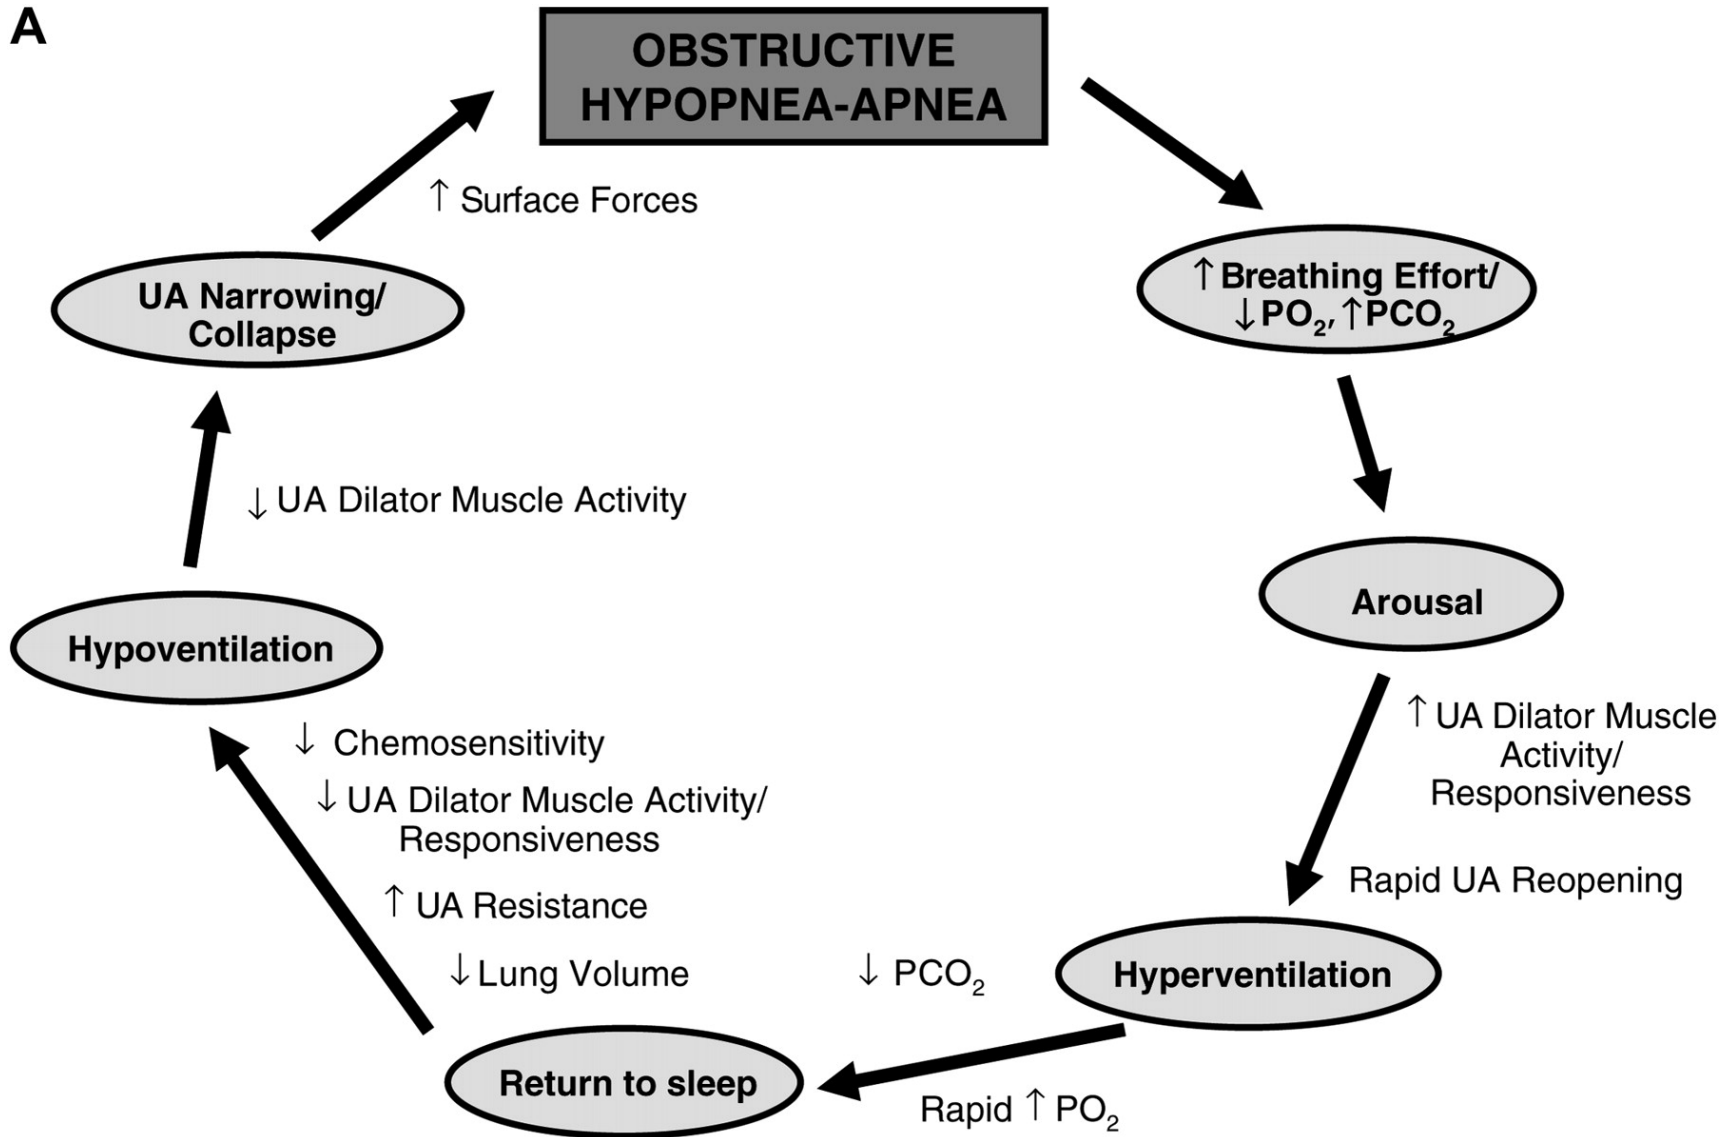 A
OBSTRUCTIVE
HYPOPNEA-APNEA
↑ Surface Forces
↑ Breathing Effort/
↓PO₂, ↑PCO₂
UA Narrowing/
Collapse
↓ UA Dilator Muscle Activity
Arousal
Hypoventilation
↑ UA Dilator Muscle
Activity/
Responsiveness
↓ Chemosensitivity
↓ UA Dilator Muscle Activity/
Responsiveness
Rapid UA Reopening
↑ UA Resistance
↓ Lung Volume
↓ PCO₂
Hyperventilation
Return to sleep
Rapid ↑ PO₂